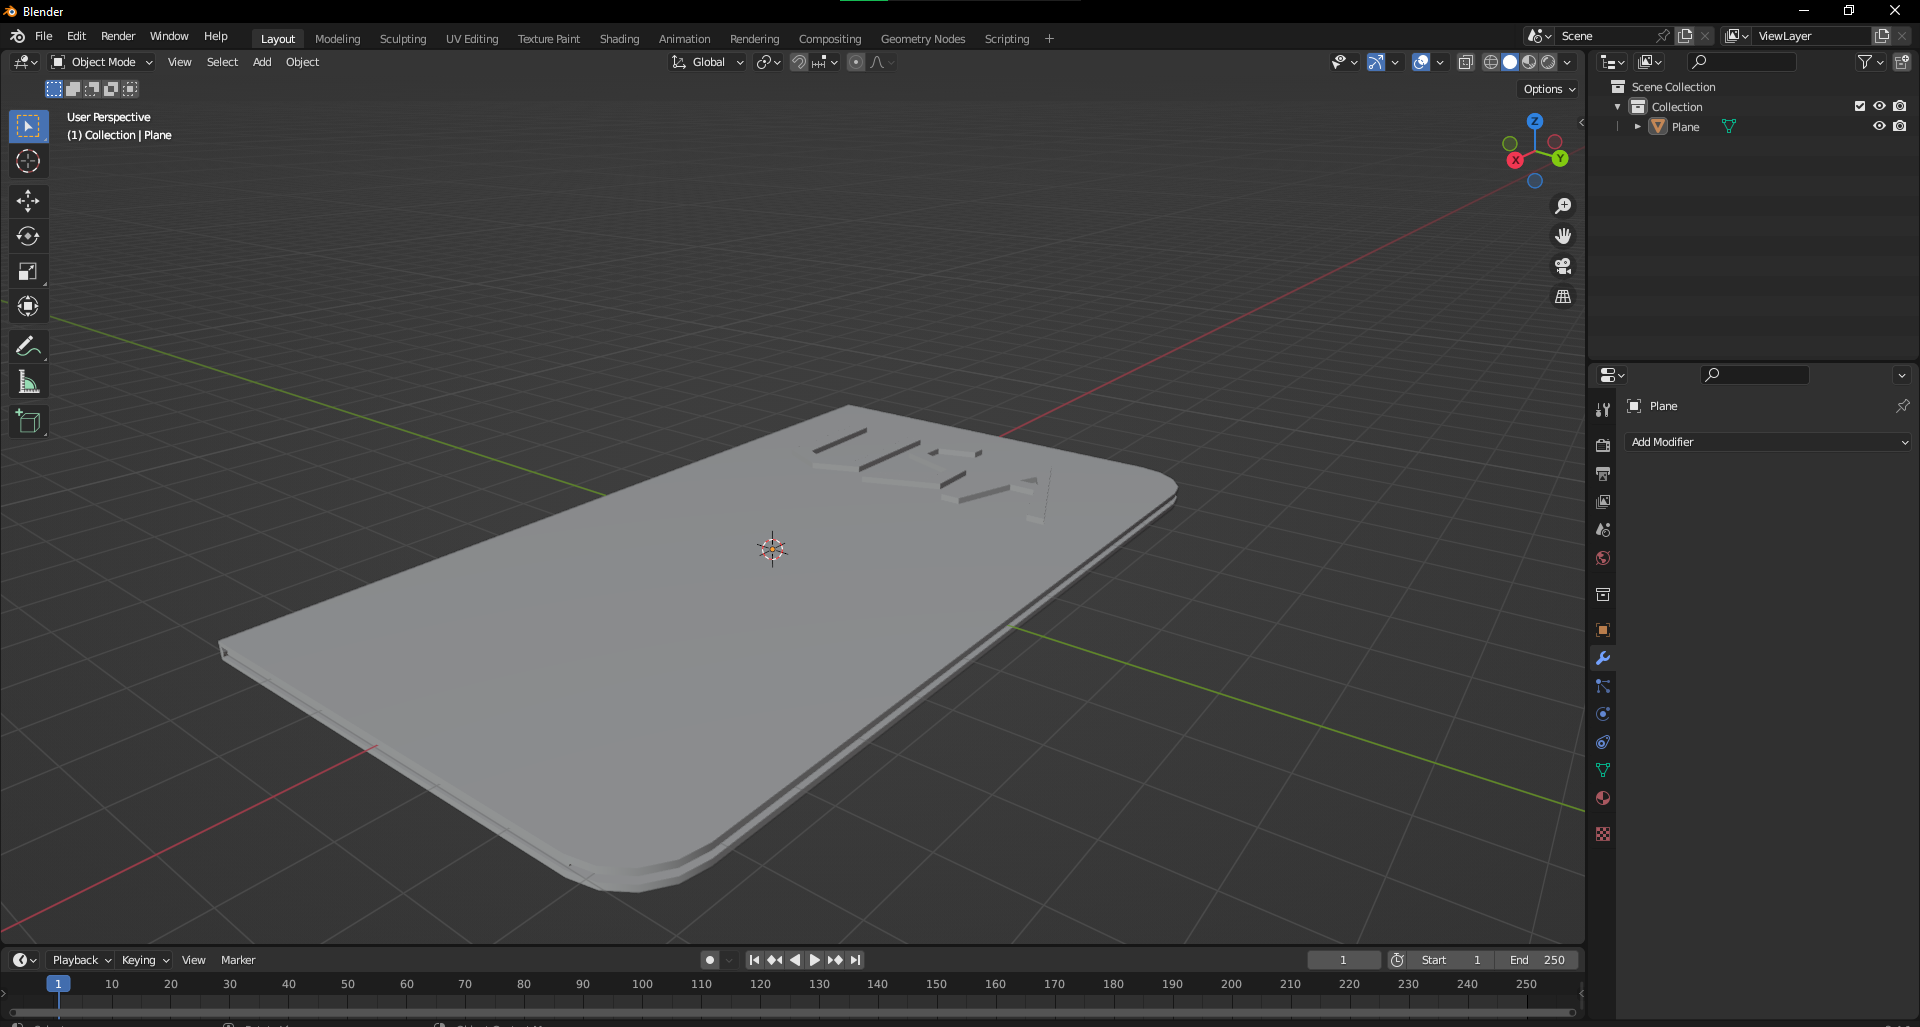 Blender
File Edit Render Window Help Layout Modeling Sculpting UV Editing Texture Paint Shading Animation Rendering Compositing Geometry Nodes Scripting + Scene ViewLayer
Object Mode View Select Add Object Global
Options
User Perspective
(1) Collection | Plane
Z
X
Y
Scene Collection
Collection
Plane
Plane
Add Modifier
Playback Keying View Marker 1 Start 1 End 250
1 10 20 30 40 50 60 70 80 90 100 110 120 130 140 150 160 170 180 190 200 210 220 230 240 250